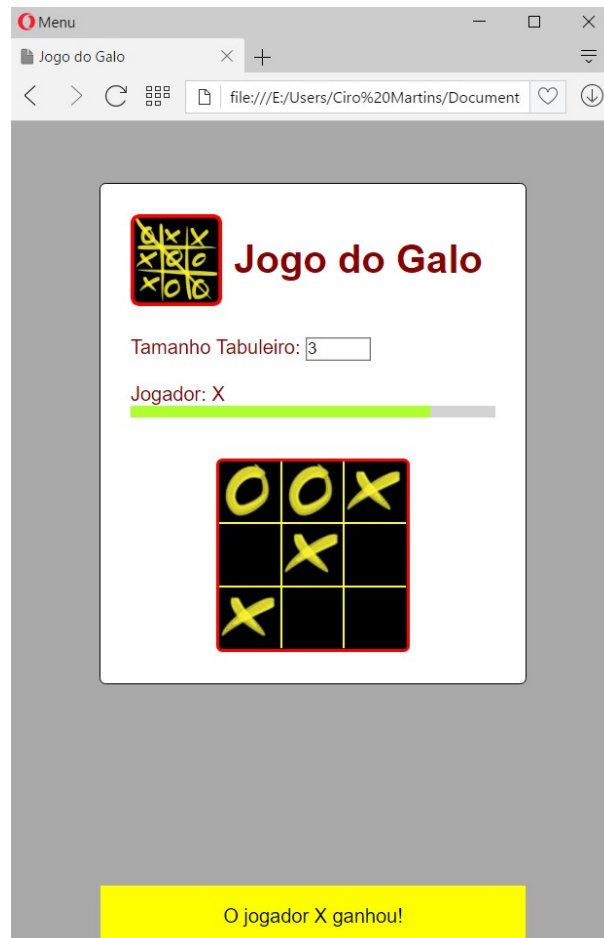 Menu
Jogo do Galo
file:///E:/Users/Ciro%20Martins/Document
Jogo do Galo
Tamanho Tabuleiro: 3
Jogador: X
O O X
X
X
O jogador X ganhou!